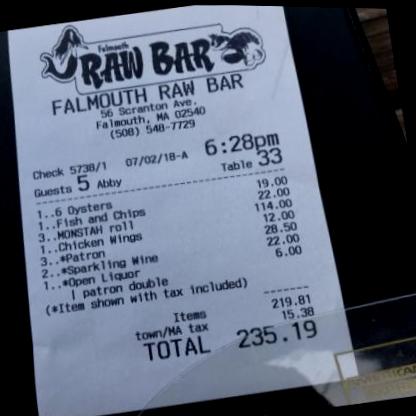 Falmouth
RAW BAR
FALMOUTH RAW BAR
56 Scranton Ave.
Falmouth, MA 02540
(508) 548-7729
Check 5738/1 07/02/18-A 6:28pm
Guests 5 Abby Table 33
1..6 Oysters 19.00
1..Fish and Chips 22.00
3..MONSTAH roll 114.00
1..Chicken Wings 12.00
3..*Patron 28.50
2..*Sparkling Wine 22.00
1..*Open Liquor 6.00
| patron double
(*Item shown with tax included)
Items 219.81
town/MA tax 15.38
TOTAL 235.19
AMERICAN